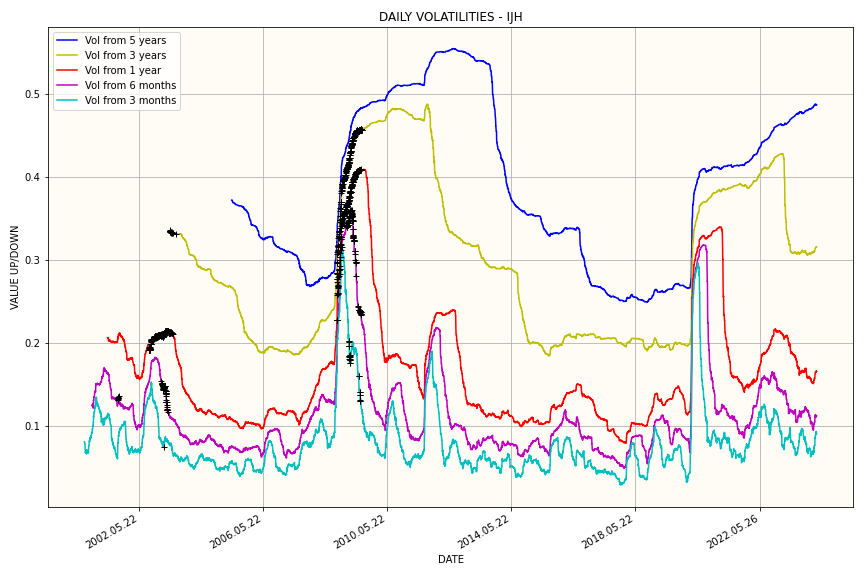 DAILY VOLATILITIES - IJH
Vol from 5 years
Vol from 3 years
Vol from 1 year
Vol from 6 months
Vol from 3 months
VALUE UP/DOWN
0.5
0.4
0.3
0.2
0.1
2002.05.22
2006.05.22
2010.05.22
2014.05.22
2018.05.22
2022.05.26
DATE